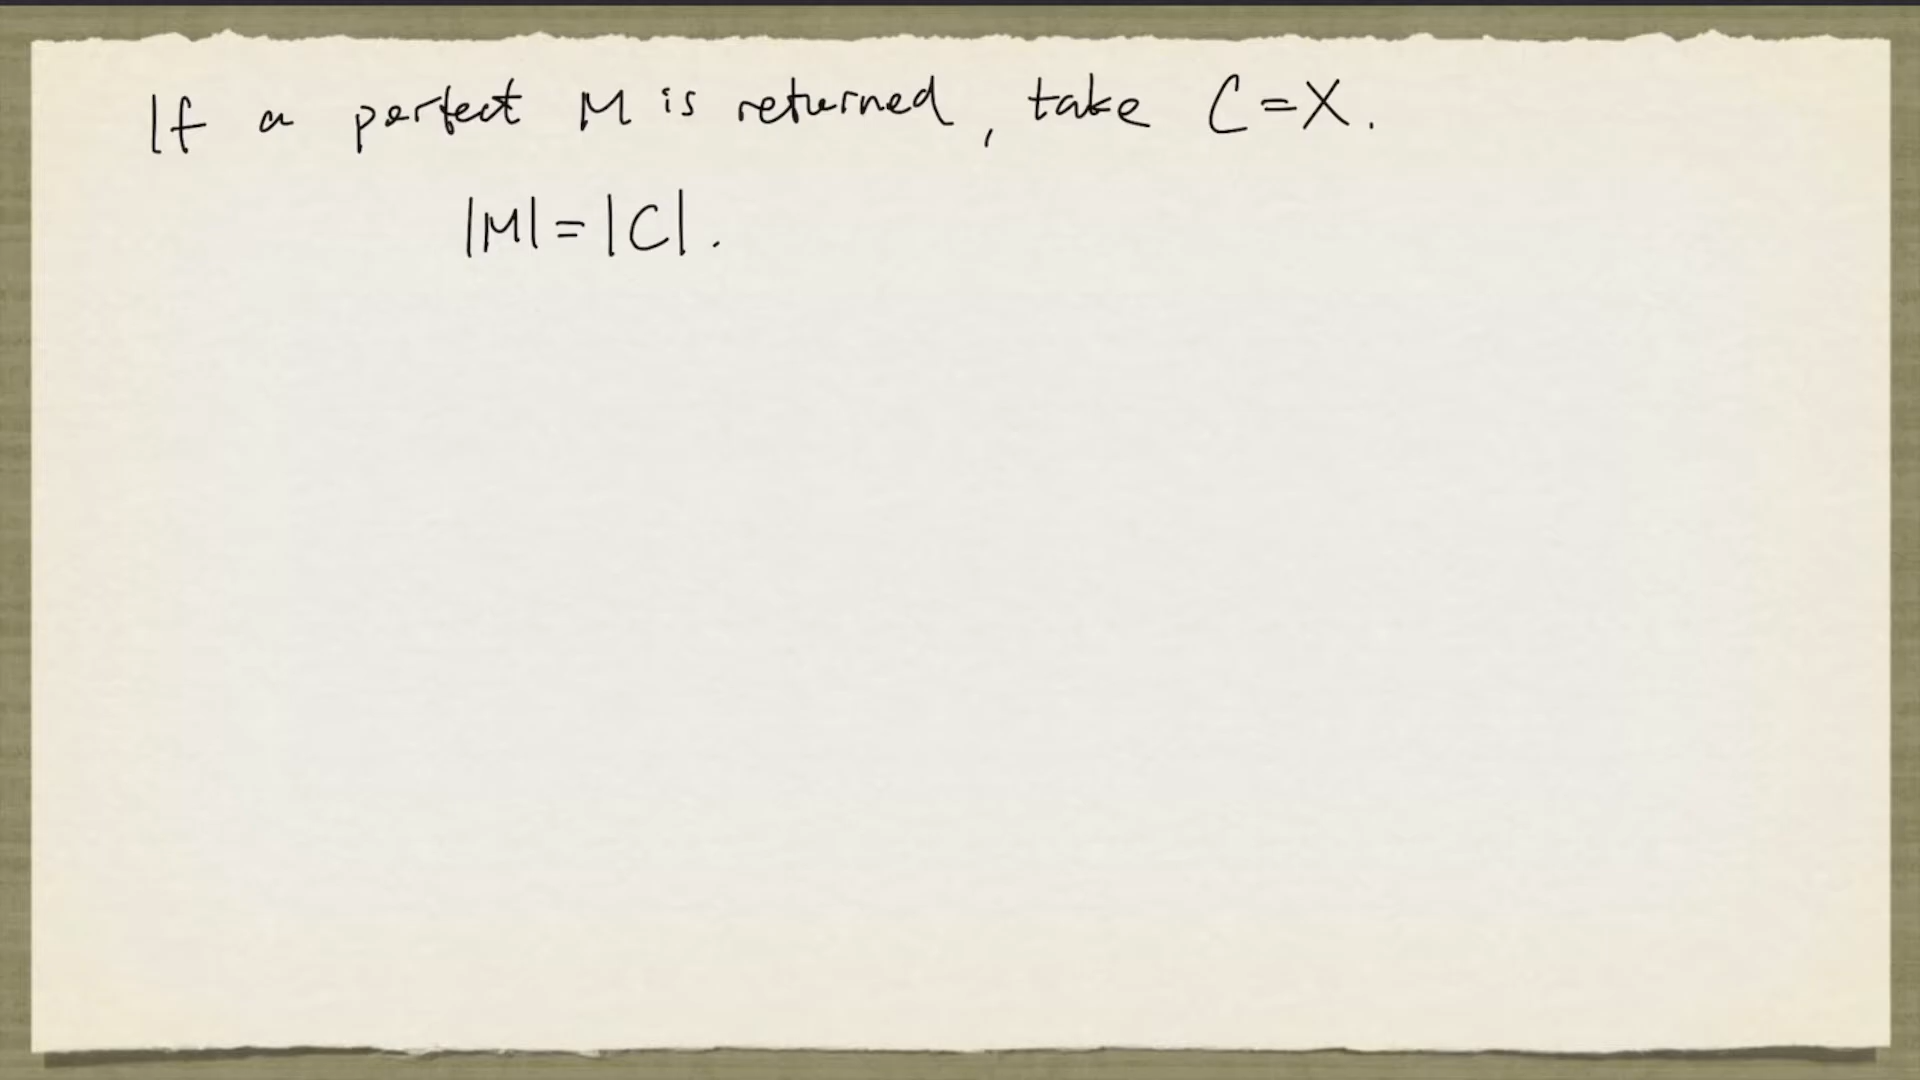 If a perfect M is returned, take C=X.
|M|=|C|.